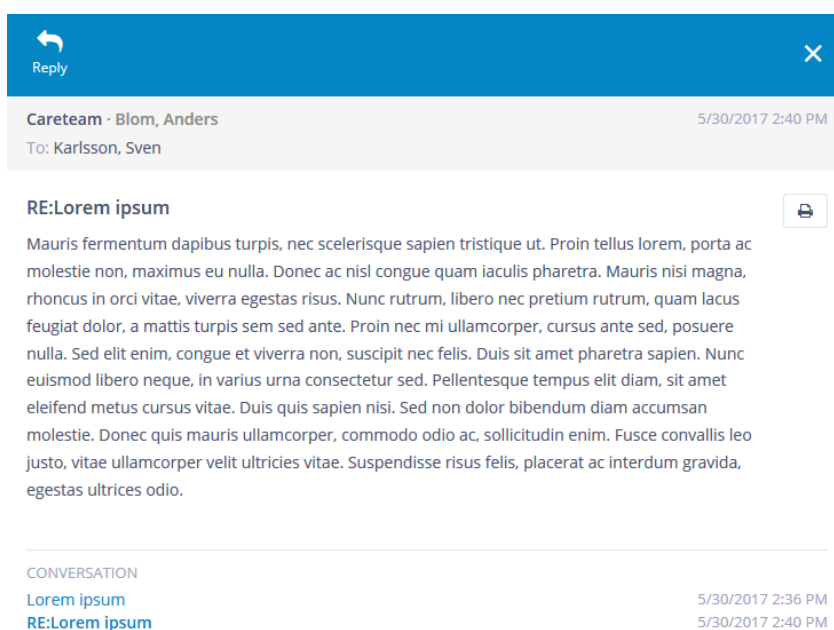 Reply
Careteam · Blom, Anders 5/30/2017 2:40 PM
To: Karlsson, Sven
RE:Lorem ipsum
Mauris fermentum dapibus turpis, nec scelerisque sapien tristique ut. Proin tellus lorem, porta ac
molestie non, maximus eu nulla. Donec ac nisl congue quam iaculis pharetra. Mauris nisi magna,
rhoncus in orci vitae, viverra egestas risus. Nunc rutrum, libero nec pretium rutrum, quam lacus
feugiat dolor, a mattis turpis sem sed ante. Proin nec mi ullamcorper, cursus ante sed, posuere
nulla. Sed elit enim, congue et viverra non, suscipit nec felis. Duis sit amet pharetra sapien. Nunc
euismod libero neque, in varius urna consectetur sed. Pellentesque tempus elit diam, sit amet
eleifend metus cursus vitae. Duis quis sapien nisi. Sed non dolor bibendum diam accumsan
molestie. Donec quis mauris ullamcorper, commodo odio ac, sollicitudin enim. Fusce convallis leo
justo, vitae ullamcorper velit ultricies vitae. Suspendisse risus felis, placerat ac interdum gravida,
egestas ultrices odio.
CONVERSATION
Lorem ipsum 5/30/2017 2:36 PM
RE:Lorem ipsum 5/30/2017 2:40 PM